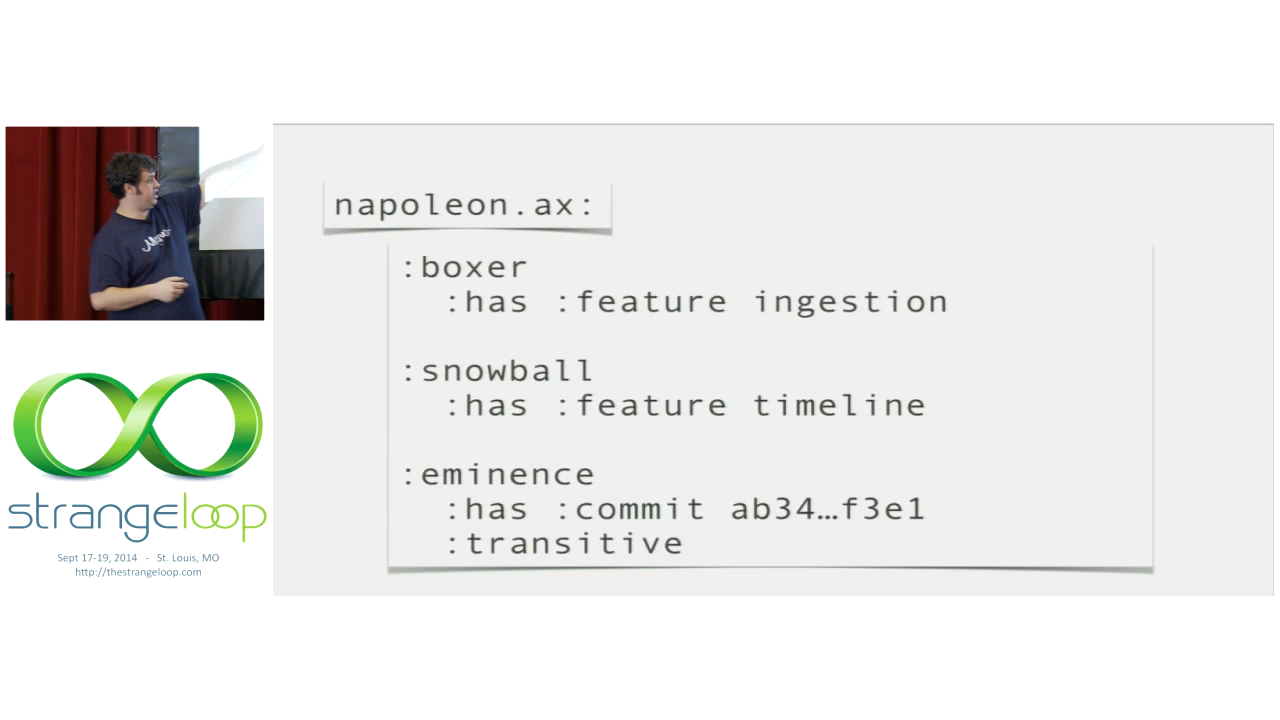 napoleon.ax:
:boxer
:has :feature ingestion
:snowball
:has :feature timeline
:eminence
:has :commit ab34…f3e1
:transitive
strangeloop
Sept 17-19, 2014 - St. Louis, MO
http://thestrangeloop.com